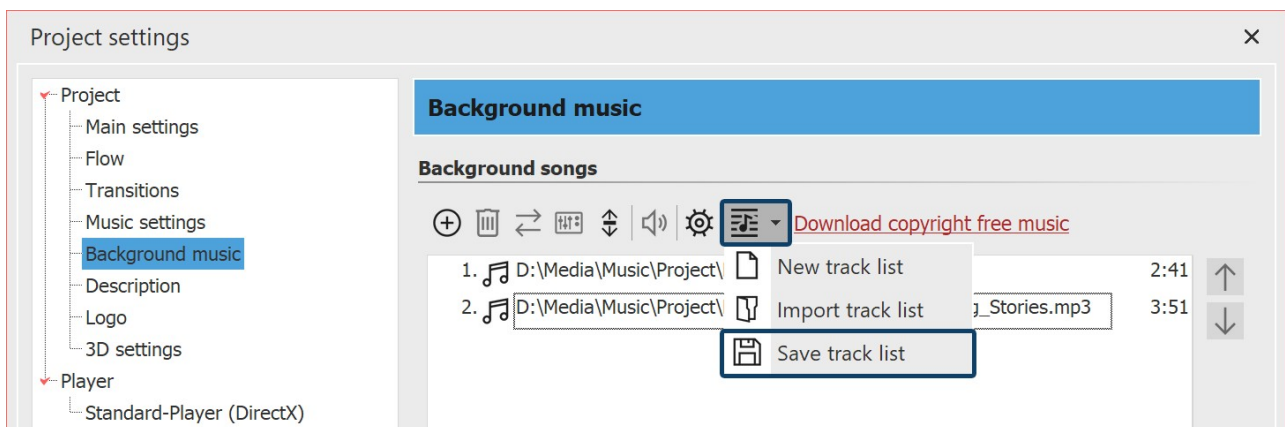 Project settings
Project
Main settings
Flow
Transitions
Music settings
Background music
Description
Logo
3D settings
Player
Standard-Player (DirectX)
Background music
Background songs
Download copyright free music
1. D:\Media\Music\Project\ 2:41
2. D:\Media\Music\Project\ g_Stories.mp3 3:51
New track list
Import track list
Save track list